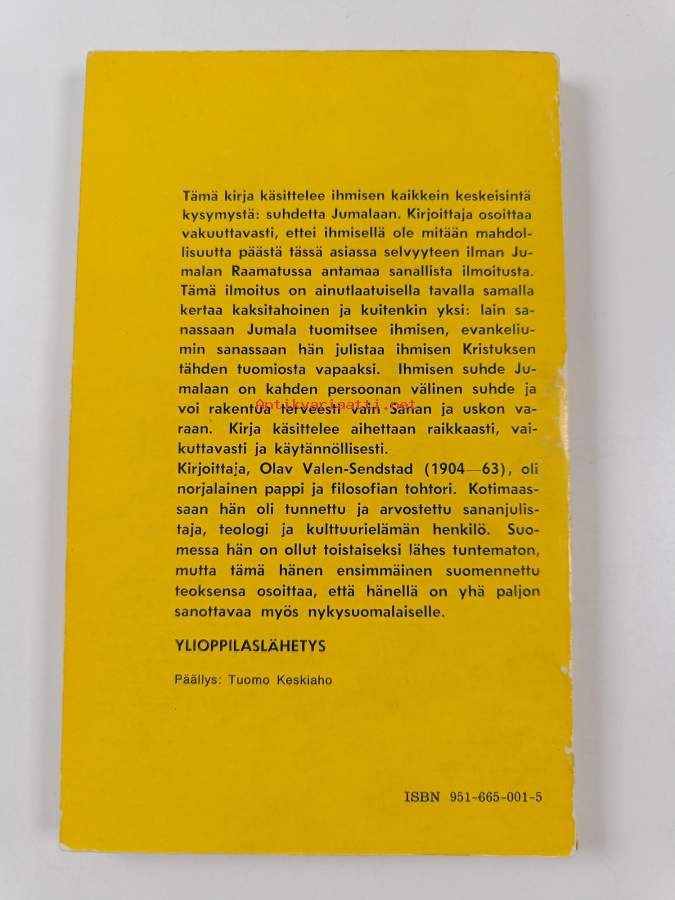 Tämä kirja käsittelee ihmisen kaikkein keskeisintä
kysymystä: suhdetta Jumalaan. Kirjoittaja osoittaa
vakuuttavasti, ettei ihmisellä ole mitään mahdol-
lisuutta päästä tässä asiassa selvyyteen ilman Ju-
malan Raamatussa antamaa sanallista ilmoitusta.
Tämä ilmoitus on ainutlaatuisella tavalla samalla
kertaa kaksitahoinen ja kuitenkin yksi: lain sa-
nassaan Jumala tuomitsee ihmisen, evankeliu-
min sanassaan hän julistaa ihmisen Kristuksen
tähden tuomiosta vapaaksi. Ihmisen suhde Ju-
malaan on kahden persoonan välinen suhde ja
voi rakentua terveesti vain Sanan ja uskon va-
raan. Kirja käsittelee aihettaan raikkaasti, vai-
kuttavasti ja käytännöllisesti.
Kirjoittaja, Olav Valen-Sendstad (1904—63), oli
norjalainen pappi ja filosofian tohtori. Kotimaas-
saan hän oli tunnettu ja arvostettu sananjulis-
taja, teologi ja kulttuurielämän henkilö. Suo-
messa hän on ollut toistaiseksi lähes tuntematon,
mutta tämä hänen ensimmäinen suomennettu
teoksensa osoittaa, että hänellä on yhä paljon
sanottavaa myös nykysuomalaiselle.
YLIOPPILASLÄHETYS
Päällys: Tuomo Keskiaho
ISBN 951-665-001-5
Antikvariaatti.net